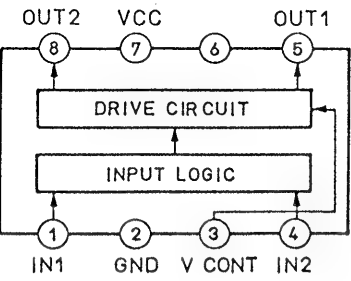 OUT2 VCC OUT1
8 7 6 5
DRIVE CIRCUIT
INPUT LOGIC
1 2 3 4
IN1 GND V CONT IN2